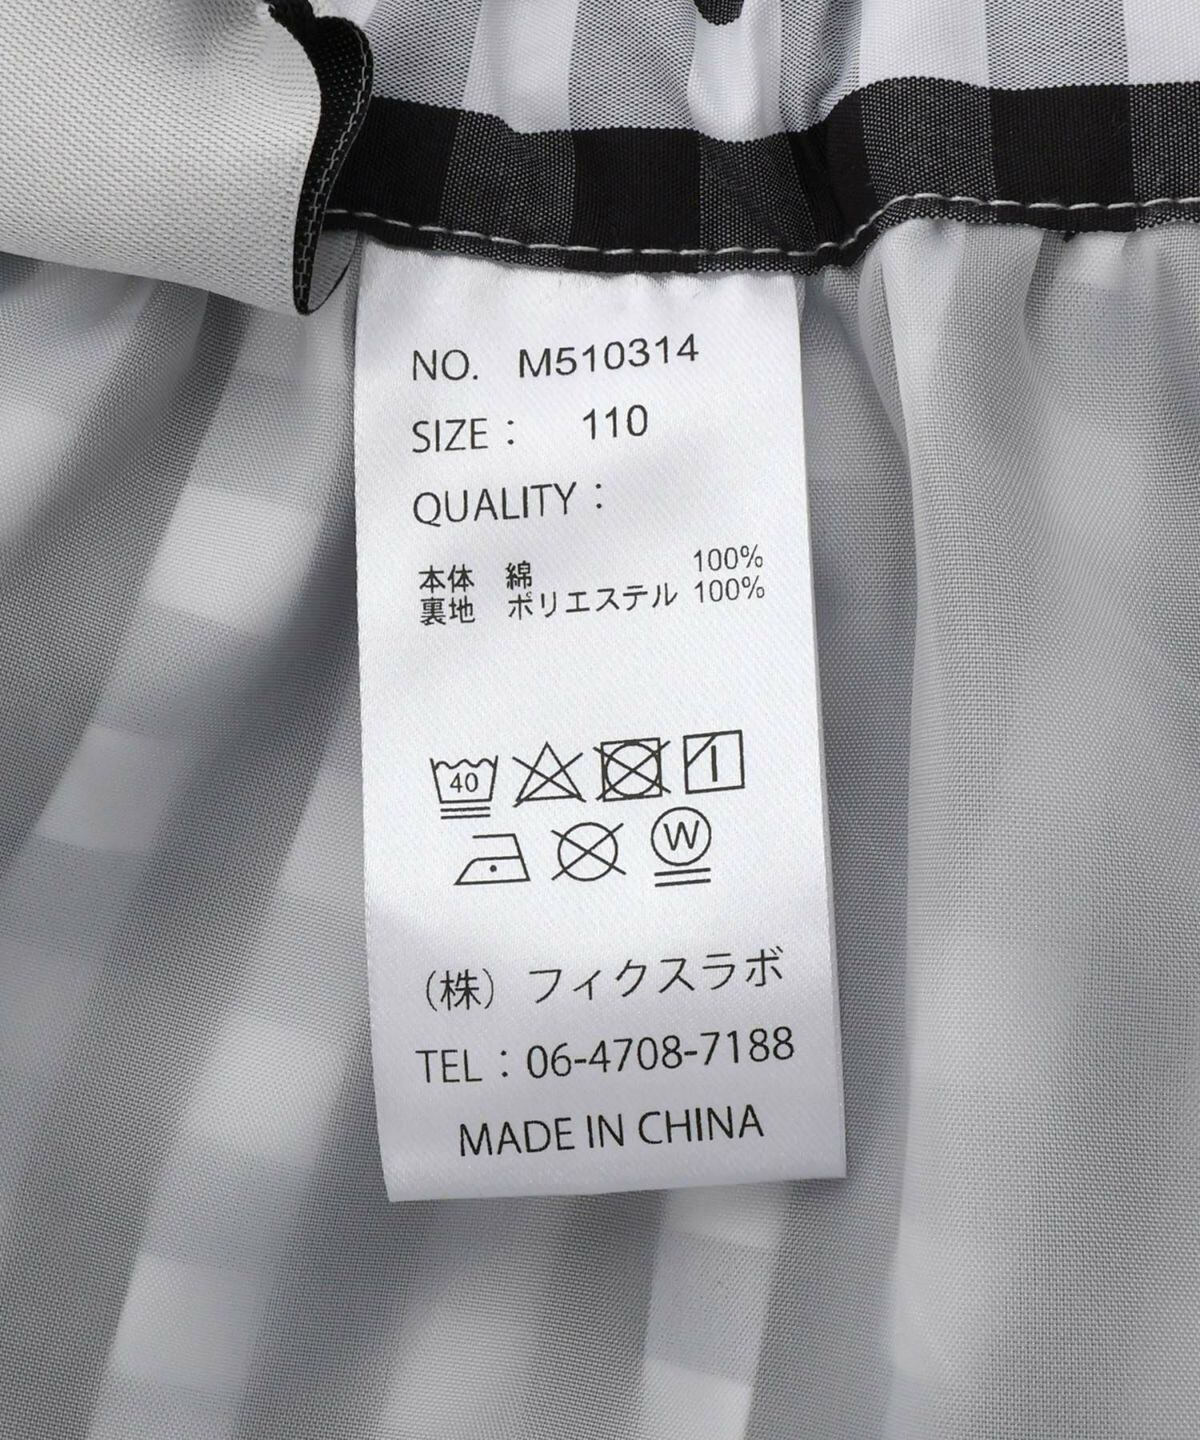 NO. M510314
SIZE： 110
QUALITY：
本体 綿 100%
裏地 ポリエステル 100%
40
W
（株）フィクスラボ
TEL：06-4708-7188
MADE IN CHINA